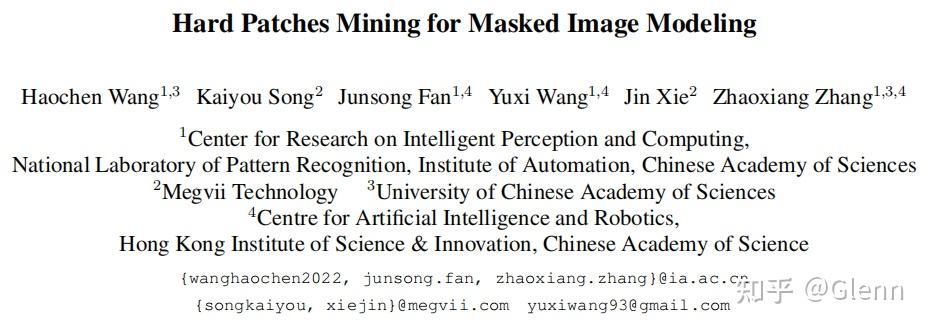 Hard Patches Mining for Masked Image Modeling
Haochen Wang1,3 Kaiyou Song2 Junsong Fan1,4 Yuxi Wang1,4 Jin Xie2 Zhaoxiang Zhang1,3,4
1Center for Research on Intelligent Perception and Computing,
National Laboratory of Pattern Recognition, Institute of Automation, Chinese Academy of Sciences
2Megvii Technology 3University of Chinese Academy of Sciences
4Centre for Artificial Intelligence and Robotics,
Hong Kong Institute of Science & Innovation, Chinese Academy of Science
{wanghaochen2022, junsong.fan, zhaoxiang.zhang}@ia.ac.cn
{songkaiyou, xiejin}@megvii.com yuxiwang93@gmail.com
知乎 @Glenn